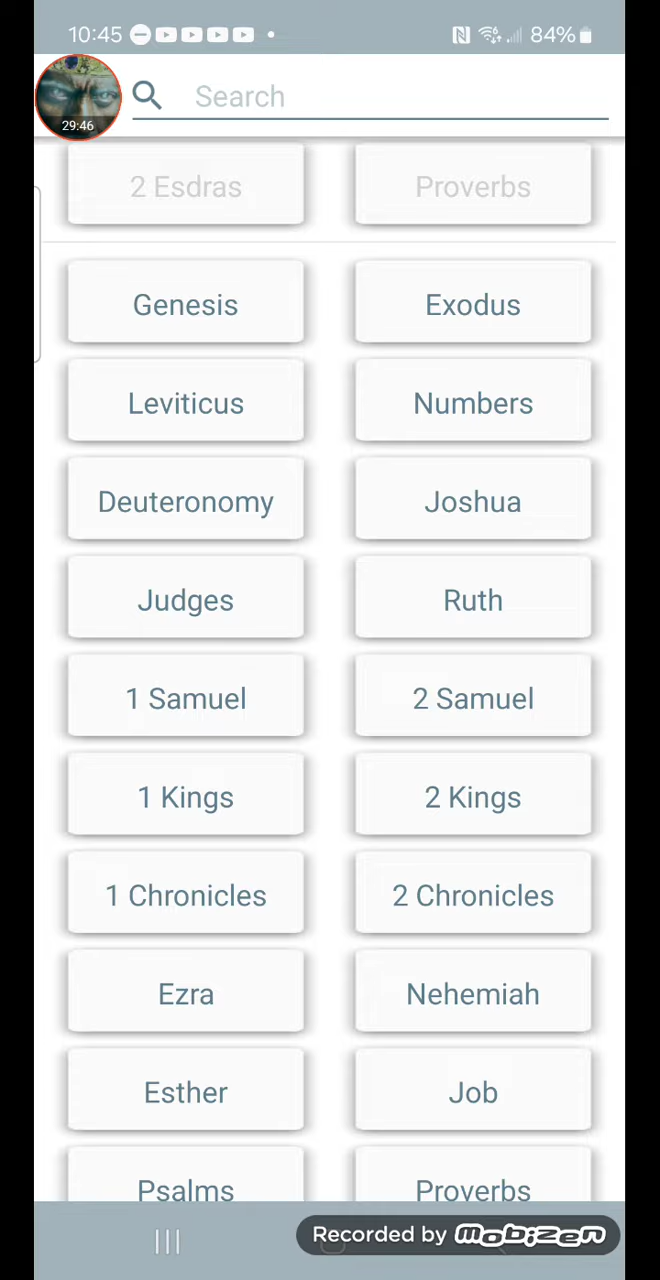 10:45 84%
Search
29:46
2 Esdras Proverbs
Genesis Exodus
Leviticus Numbers
Deuteronomy Joshua
Judges Ruth
1 Samuel 2 Samuel
1 Kings 2 Kings
1 Chronicles 2 Chronicles
Ezra Nehemiah
Esther Job
Psalms Proverbs
Recorded by mobizen